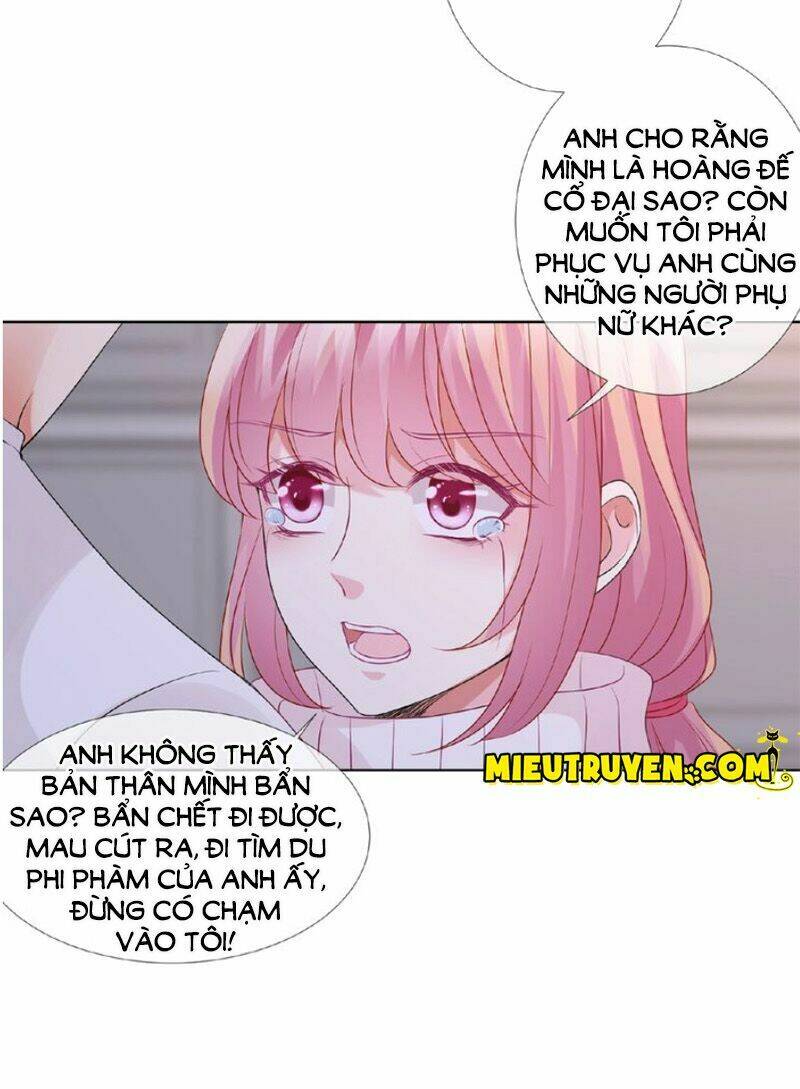 ANH CHO RẰNG
MÌNH LÀ HOÀNG ĐẾ
CỔ ĐẠI SAO? CÒN
MUỐN TÔI PHẢI
PHỤC VỤ ANH CÙNG
NHỮNG NGƯỜI PHỤ
NỮ KHÁC?
MIEUTRUYEN.COM
ANH KHÔNG THẤY
BẢN THÂN MÌNH BẨN
SAO? BẨN CHẾT ĐI ĐƯỢC,
MAU CÚT RA, ĐI TÌM DU
PHI PHÀM CỦA ANH ẤY,
ĐỪNG CÓ CHẠM
VÀO TÔI!